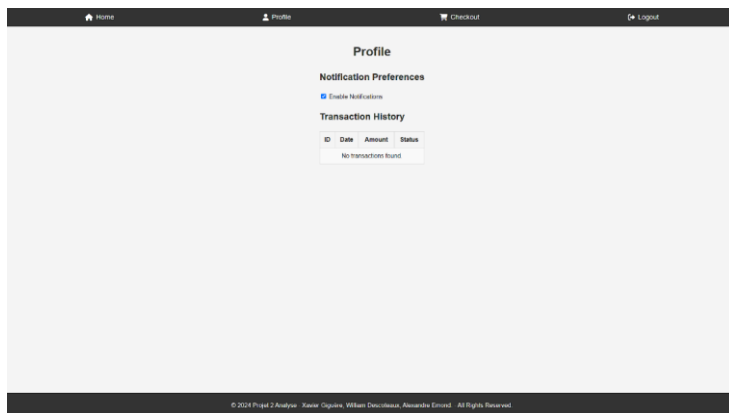 Home Profile Checkout Logout
Profile
Notification Preferences
Enable Notifications
Transaction History
ID Date Amount Status
No transactions found
© 2024 Projet 2 Analyse Xavier Giguère, William Descoteaux, Alexandre Emond All Rights Reserved